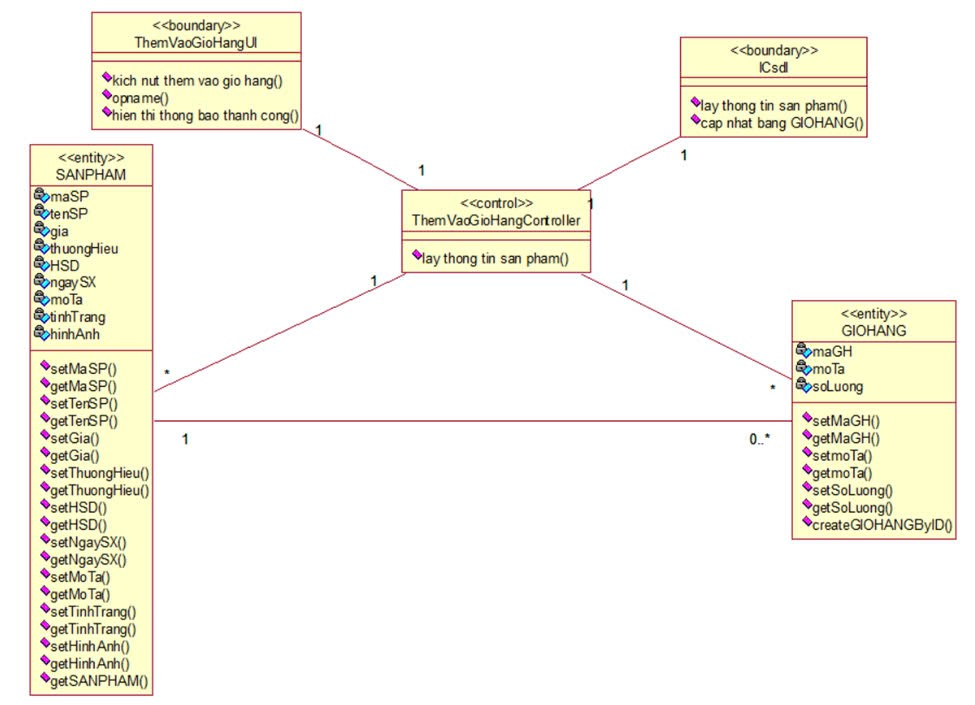 <<boundary>>
ThemVaoGioHangUI
kich nut them vao gio hang()
opname()
hien thi thong bao thanh cong()
1
<<boundary>>
ICsdl
lay thong tin san pham()
cap nhat bang GIOHANG()
1
1
<<control>>
ThemVaoGioHangController
lay thong tin san pham()
1
1
1
<<entity>>
SANPHAM
maSP
tenSP
gia
thuongHieu
HSD
ngaySX
moTa
tinhTrang
hinhAnh
setMaSP()
getMaSP()
setTenSP()
getTenSP()
setGia()
getGia()
setThuongHieu()
getThuongHieu()
setHSD()
getHSD()
setNgaySX()
getNgaySX()
setMoTa()
getMoTa()
setTinhTrang()
getTinhTrang()
setHinhAnh()
getHinhAnh()
getSANPHAM()
*
*
1
0..*
<<entity>>
GIOHANG
maGH
moTa
soLuong
setMaGH()
getMaGH()
setmoTa()
getmoTa()
setSoLuong()
getSoLuong()
createGIOHANGByID()